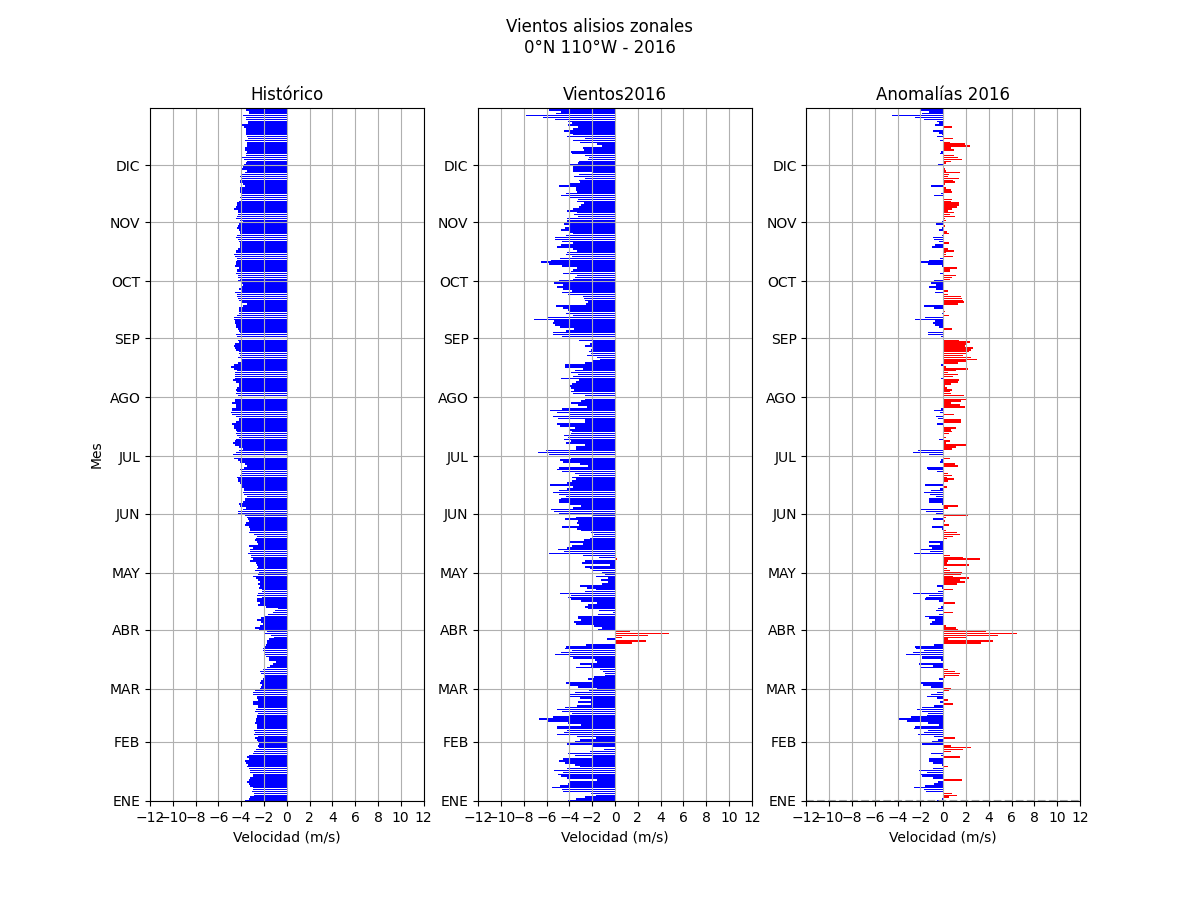 Vientos alisios zonales
0°N 110°W - 2016
Histórico
Vientos2016
Anomalías 2016
DIC
NOV
OCT
SEP
AGO
JUL
JUN
MAY
ABR
MAR
FEB
ENE
Mes
−12 −10 −8 −6 −4 −2 0 2 4 6 8 10 12
Velocidad (m/s)
DIC
NOV
OCT
SEP
AGO
JUL
JUN
MAY
ABR
MAR
FEB
ENE
−12 −10 −8 −6 −4 −2 0 2 4 6 8 10 12
Velocidad (m/s)
DIC
NOV
OCT
SEP
AGO
JUL
JUN
MAY
ABR
MAR
FEB
ENE
−12 −10 −8 −6 −4 −2 0 2 4 6 8 10 12
Velocidad (m/s)